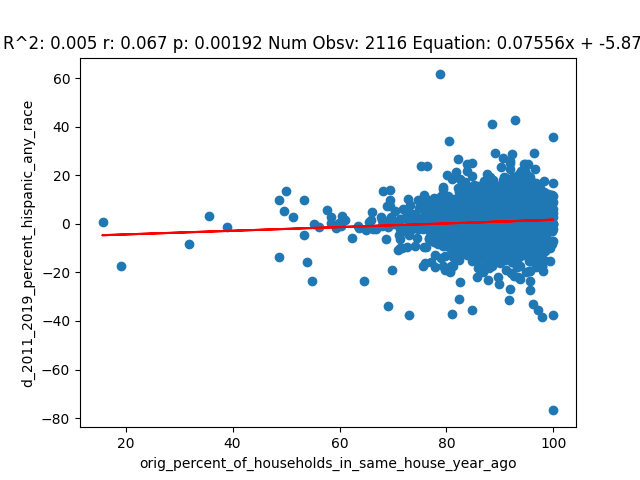 R^2: 0.005 r: 0.067 p: 0.00192 Num Obsv: 2116 Equation: 0.07556x + -5.87
60
40
20
0
−20
−40
−60
−80
d_2011_2019_percent_hispanic_any_race
20 40 60 80 100
orig_percent_of_households_in_same_house_year_ago